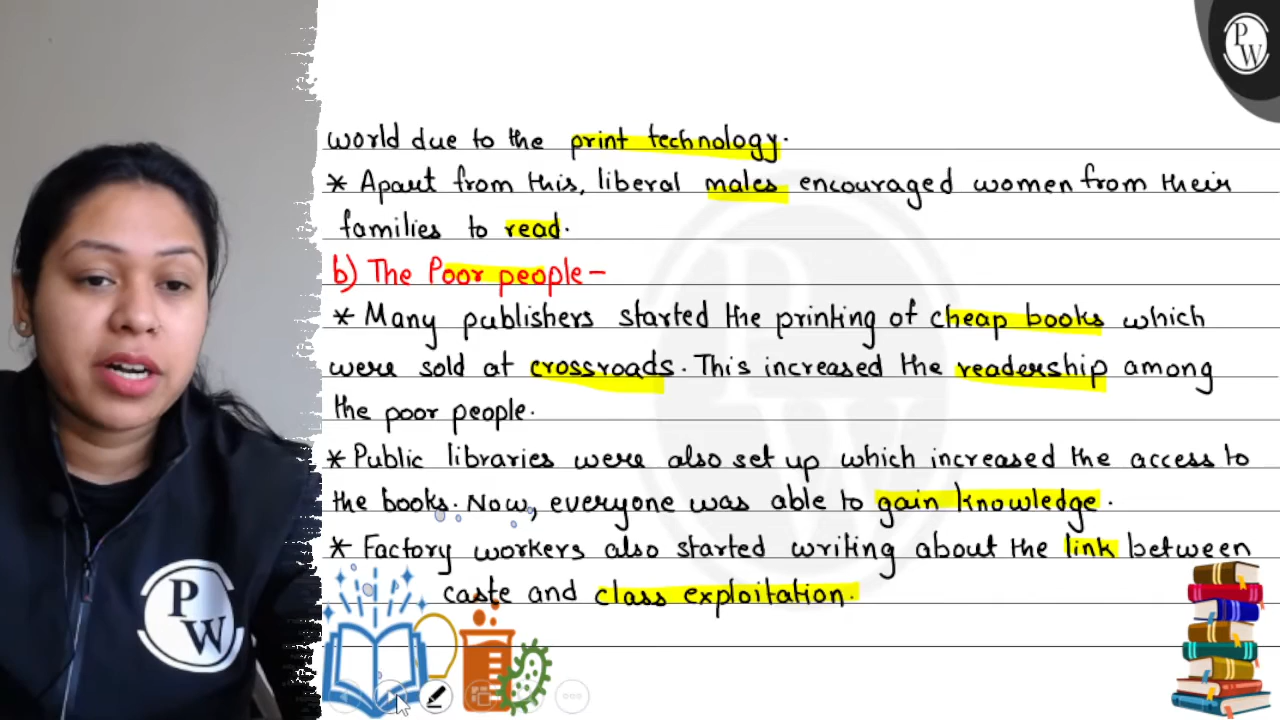 PW
world due to the print technology.
* Apart from this, liberal males encouraged women from their
families to read.
b) The Poor people-
* Many publishers started the printing of cheap books which
were sold at crossroads. This increased the readership among
the poor people.
* Public libraries were also set up which increased the access to
the books. Now, everyone was able to gain knowledge.
* Factory workers also started writing about the link between
caste and class exploitation.
PW